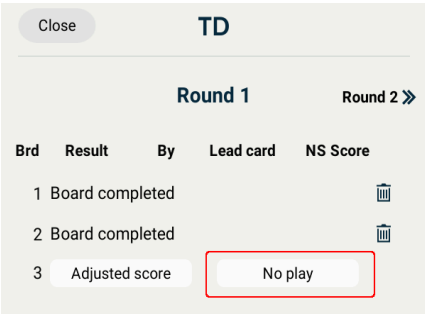 Close TD
Round 1 Round 2
Brd Result By Lead card NS Score
1 Board completed
2 Board completed
3 Adjusted score No play